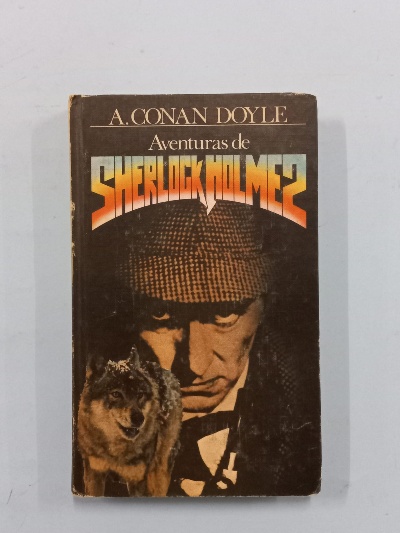 A. CONAN DOYLE
Aventuras de
SHERLOCK HOLMES